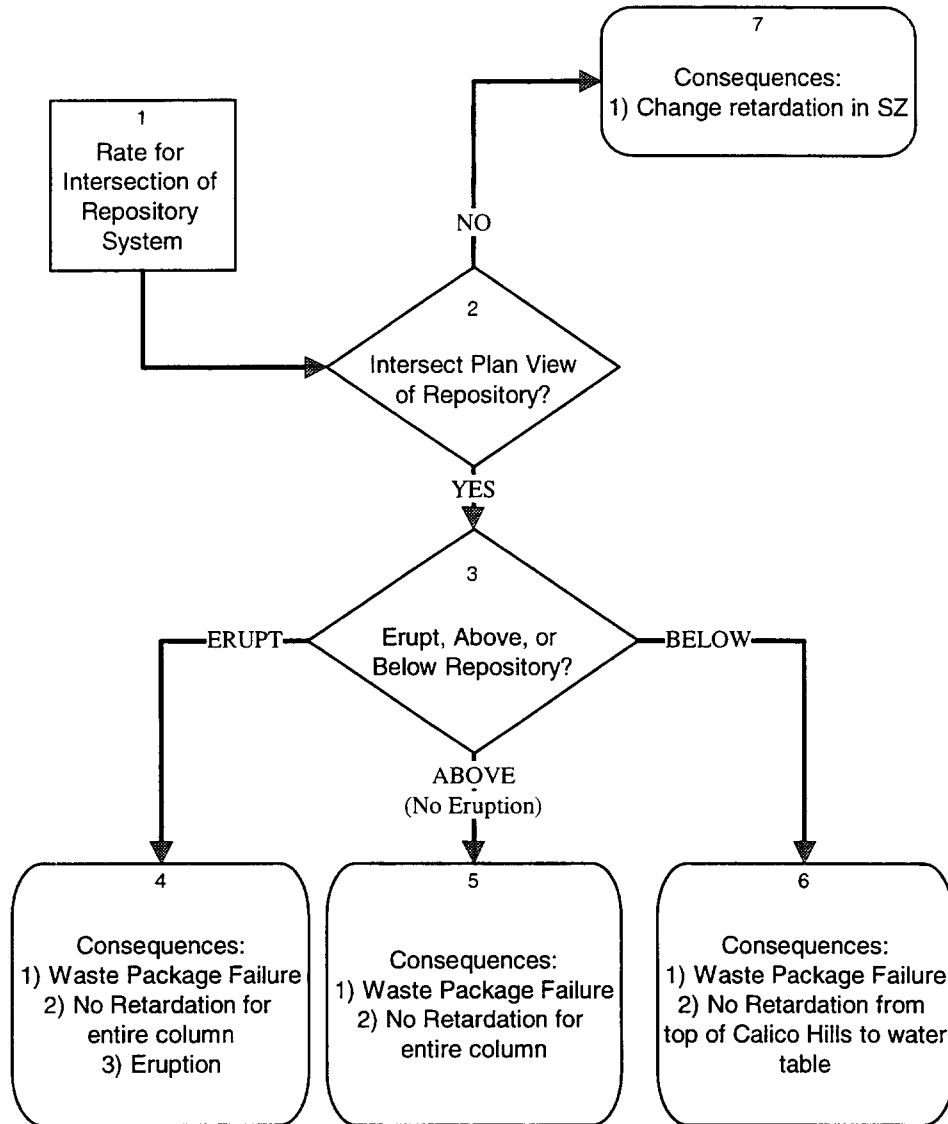 7
Consequences:
1) Change retardation in SZ
1
Rate for
Intersection of
Repository
System
NO
2
Intersect Plan View
of Repository?
YES
3
Erupt, Above, or
Below Repository?
ERUPT
BELOW
ABOVE
(No Eruption)
4
Consequences:
1) Waste Package Failure
2) No Retardation for
entire column
3) Eruption
5
Consequences:
1) Waste Package Failure
2) No Retardation for
entire column
6
Consequences:
1) Waste Package Failure
2) No Retardation from
top of Calico Hills to water
table